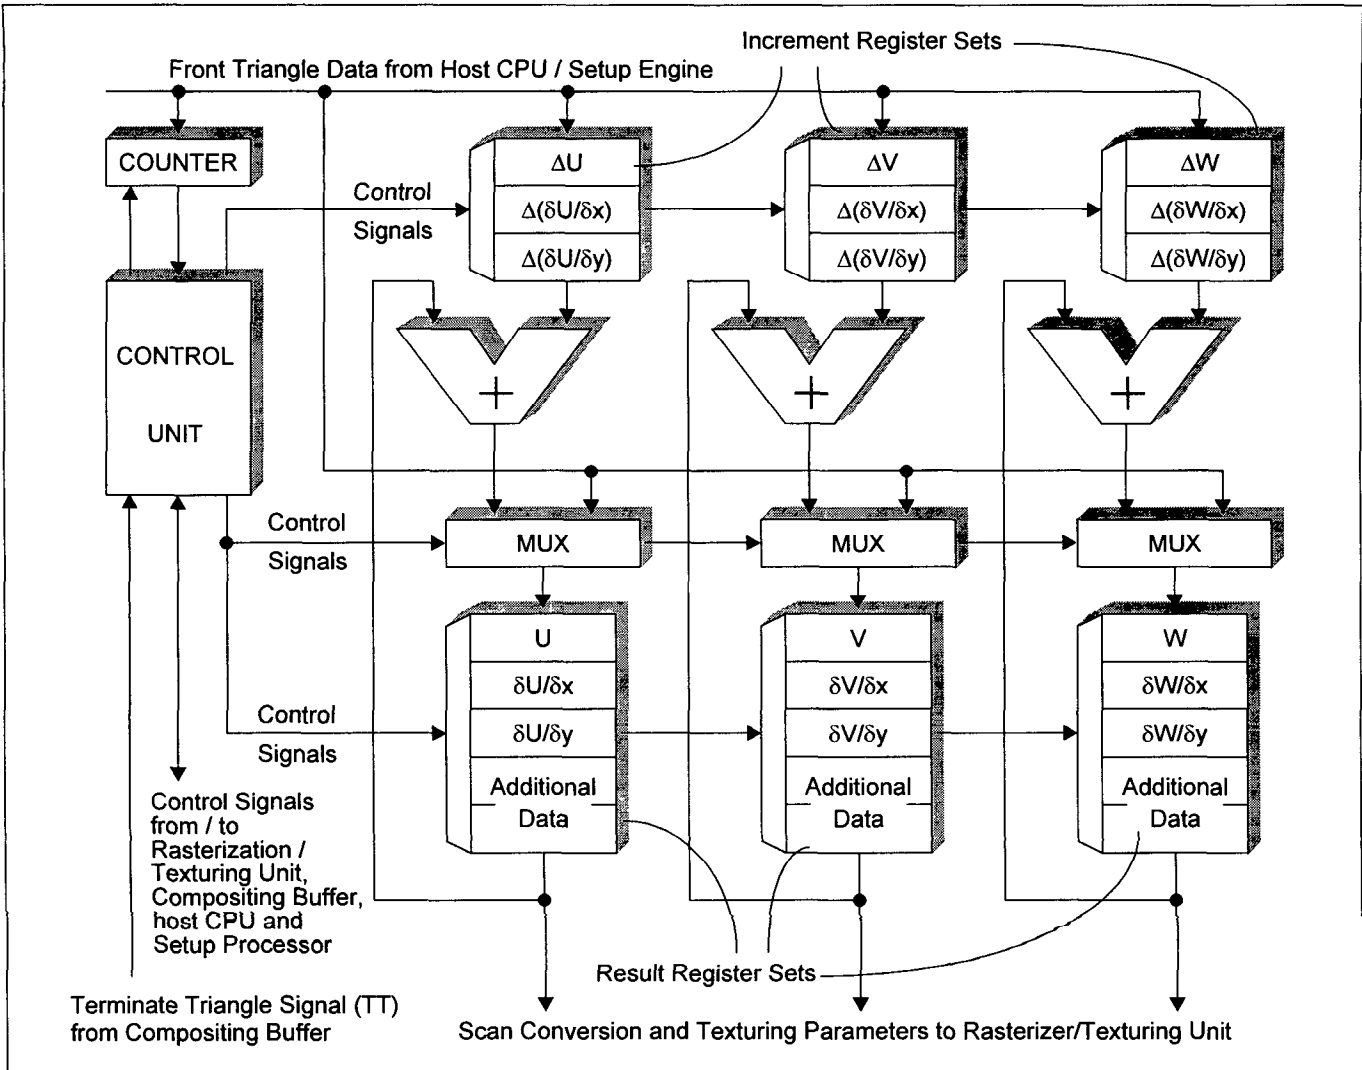 Increment Register Sets
Front Triangle Data from Host CPU / Setup Engine
COUNTER
ΔU
ΔV
ΔW
Control
Signals
Δ(δU/δx)
Δ(δV/δx)
Δ(δW/δx)
Δ(δU/δy)
Δ(δV/δy)
Δ(δW/δy)
CONTROL
UNIT
+
+
+
Control
Signals
MUX
MUX
MUX
U
V
W
δU/δx
δV/δx
δW/δx
Control
Signals
δU/δy
δV/δy
δW/δy
Additional
Data
Additional
Data
Additional
Data
Control Signals
from / to
Rasterization /
Texturing Unit,
Compositing Buffer,
host CPU and
Setup Processor
Result Register Sets
Terminate Triangle Signal (TT)
from Compositing Buffer
Scan Conversion and Texturing Parameters to Rasterizer/Texturing Unit